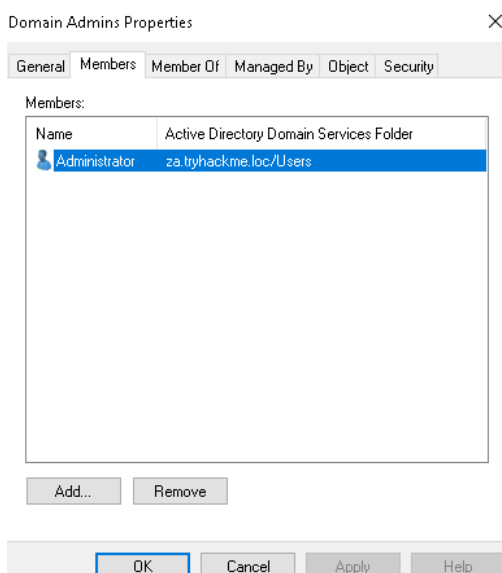 Domain Admins Properties
General Members Member Of Managed By Object Security
Members:
Name Active Directory Domain Services Folder
Administrator za.tryhackme.loc/Users
Add... Remove
OK Cancel Apply Help